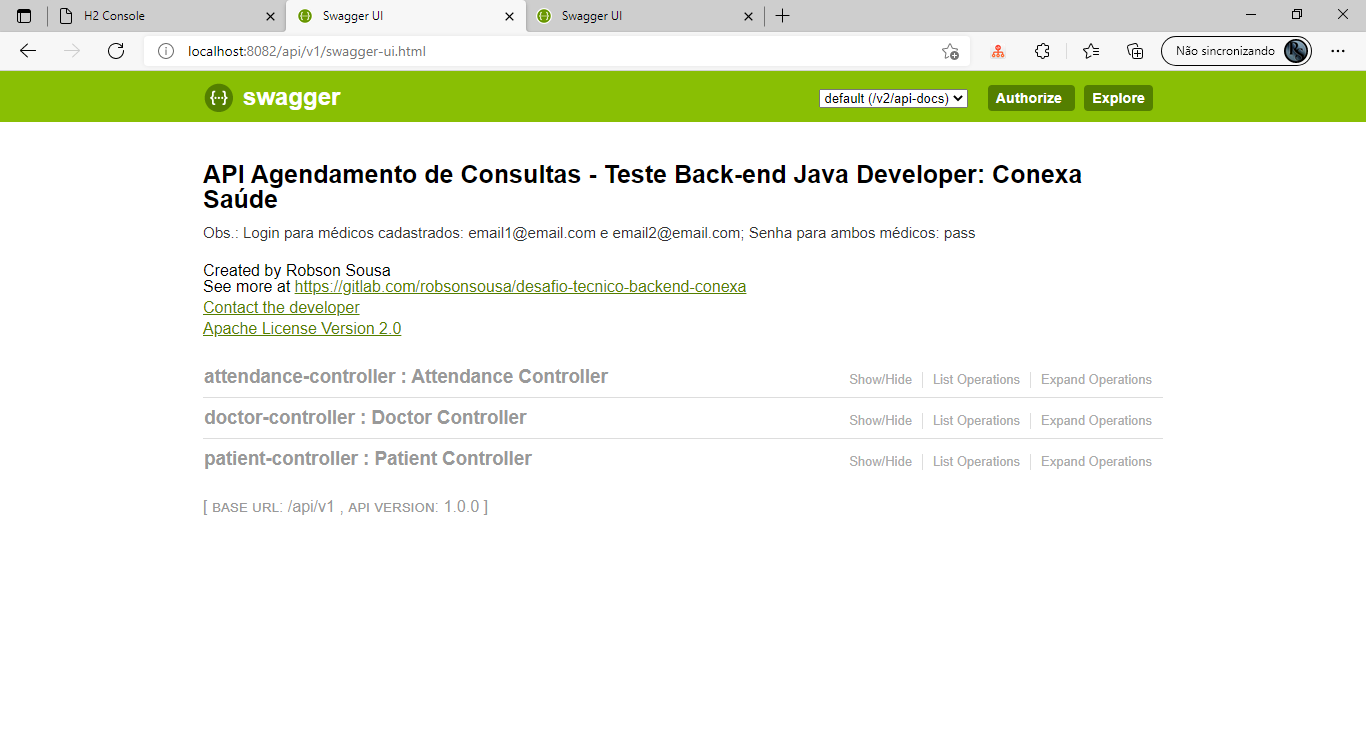 H2 Console
Swagger UI
Swagger UI
localhost:8082/api/v1/swagger-ui.html
Não sincronizando
{··} swagger
default (/v2/api-docs)
Authorize
Explore
API Agendamento de Consultas - Teste Back-end Java Developer: Conexa
Saúde
Obs.: Login para médicos cadastrados: email1@email.com e email2@email.com; Senha para ambos médicos: pass
Created by Robson Sousa
See more at https://gitlab.com/robsonsousa/desafio-tecnico-backend-conexa
Contact the developer
Apache License Version 2.0
attendance-controller : Attendance Controller
Show/Hide
List Operations
Expand Operations
doctor-controller : Doctor Controller
Show/Hide
List Operations
Expand Operations
patient-controller : Patient Controller
Show/Hide
List Operations
Expand Operations
[ BASE URL: /api/v1 , API VERSION: 1.0.0 ]